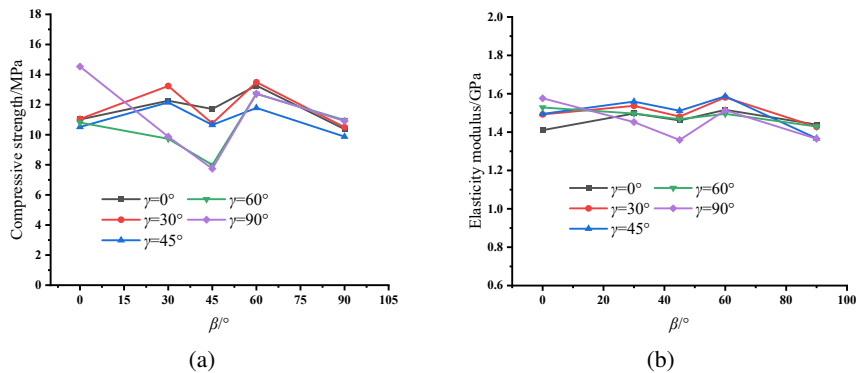 18
16
14
12
10
8
6
4
2
0
Compressive strength/MPa
γ=0° γ=60°
γ=30° γ=90°
γ=45°
0 15 30 45 60 75 90 105
β/°
(a)
2.0
1.8
1.6
1.4
1.2
1.0
0.8
0.6
Elasticity modulus/GPa
γ=0° γ=60°
γ=30° γ=90°
γ=45°
0 20 40 60 80 100
β/°
(b)